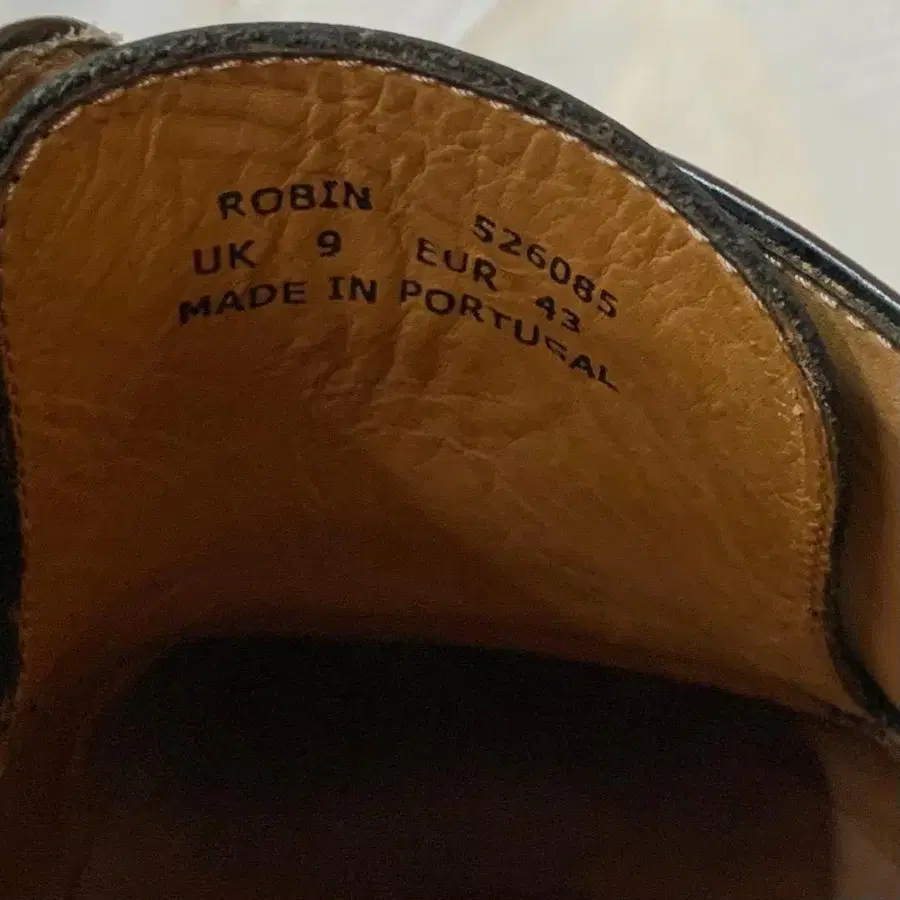 ROBIN 526085
UK 9 EUR 43
MADE IN PORTUGAL